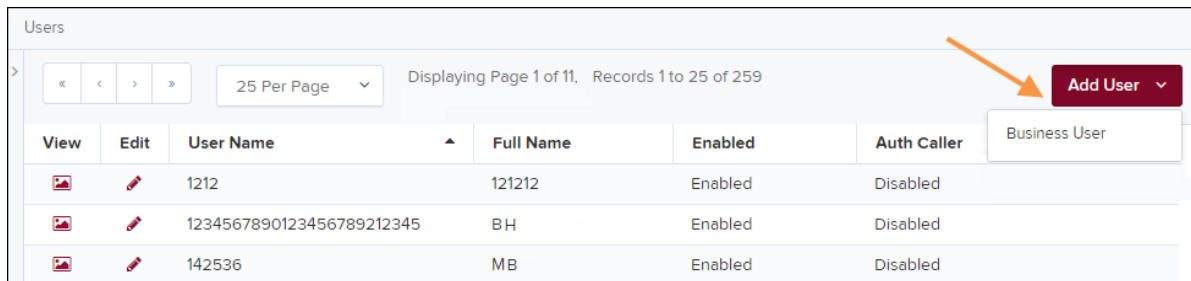 Users
25 Per Page Displaying Page 1 of 11, Records 1 to 25 of 259 Add User
Business User
View Edit User Name Full Name Enabled Auth Caller
1212 121212 Enabled Disabled
1234567890123456789212345 BH Enabled Disabled
142536 MB Enabled Disabled